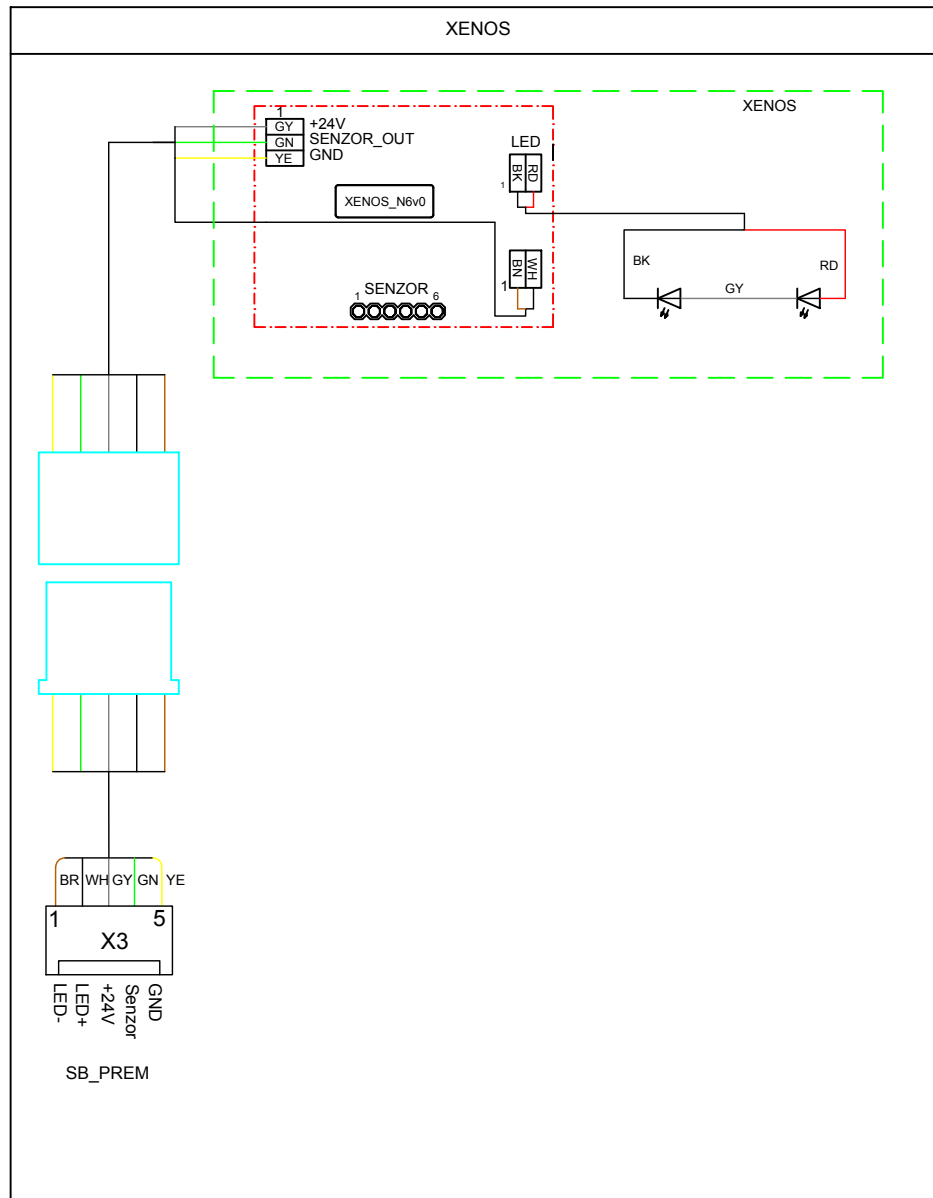 XENOS
XENOS
1
GY +24V
GN SENZOR_OUT
YE GND
LED
1 BK RD
XENOS_N6v0
1 BN WH
SENZOR
1 6
BK
GY
RD
BR WH GY GN YE
1 5
X3
LED-
LED+
+24V
Senzor
GND
SB_PREM